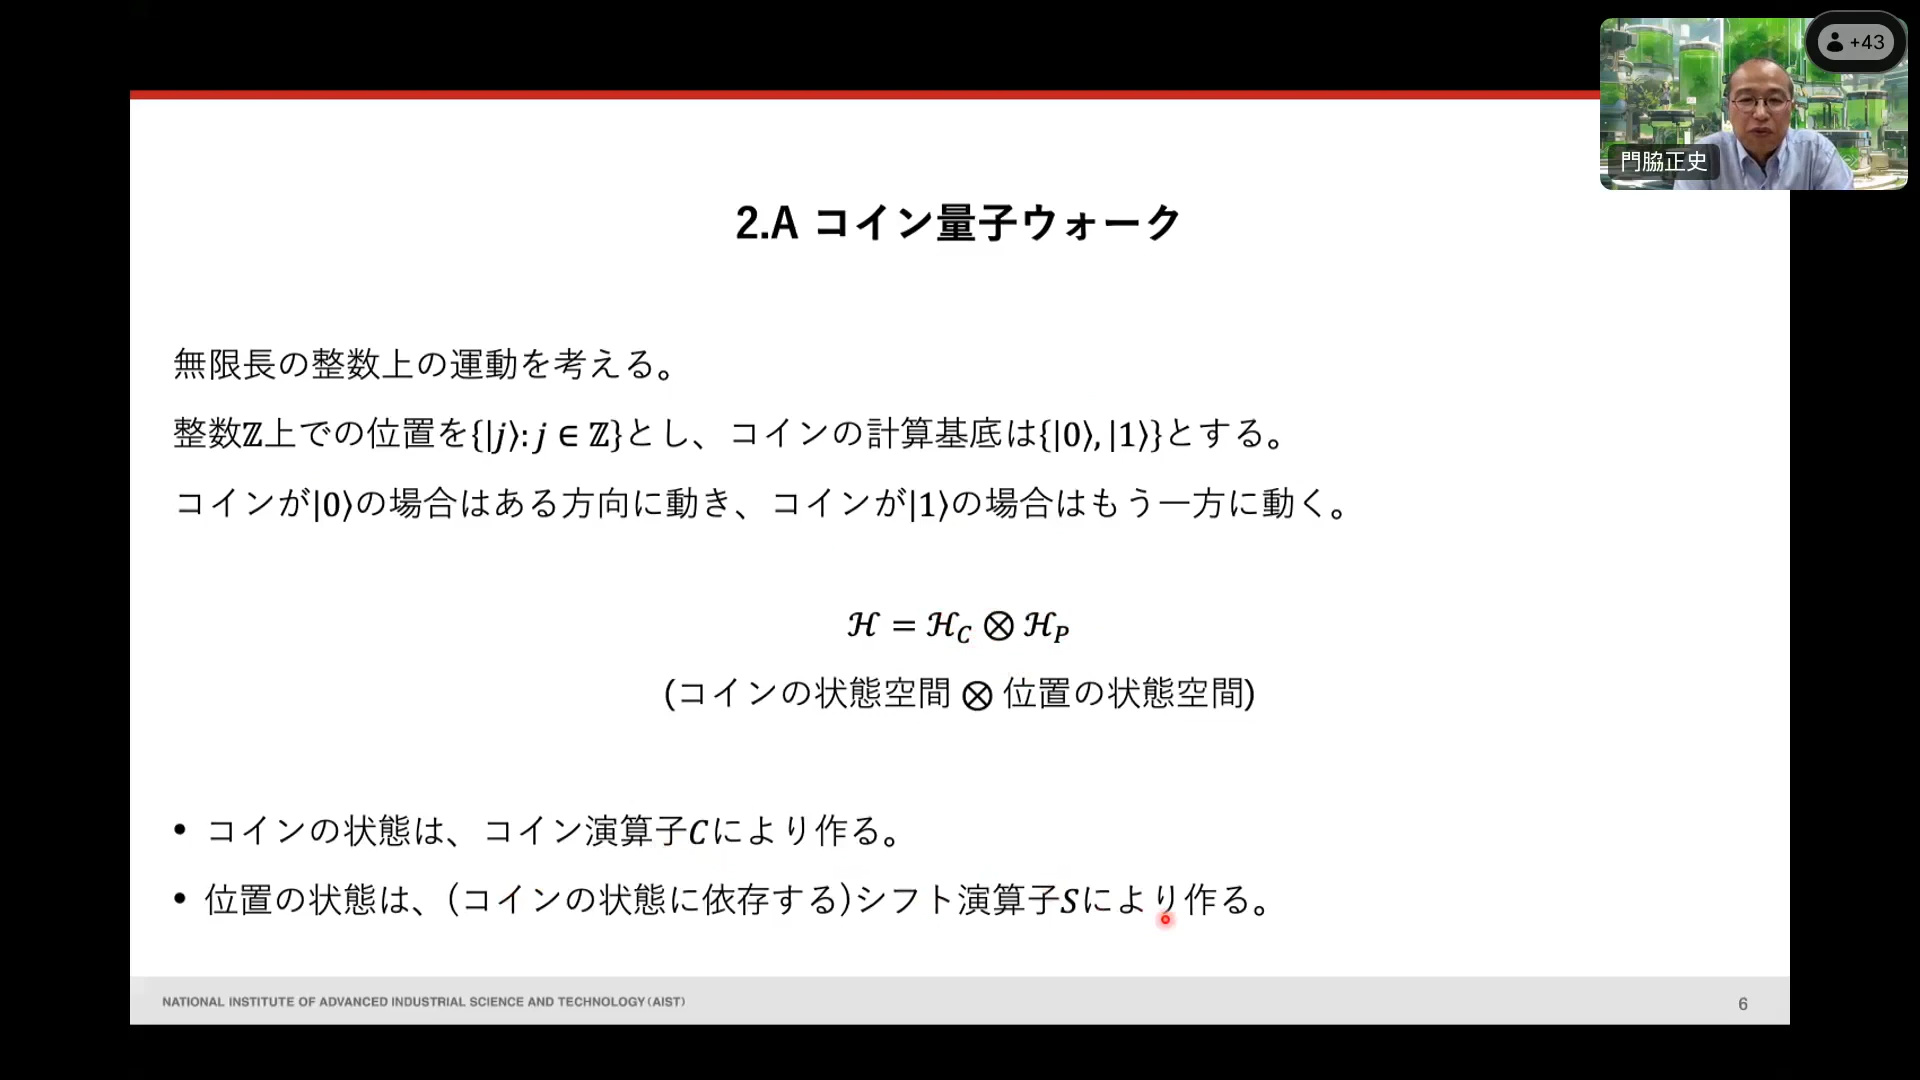 +43
門脇正史
2.A コイン量子ウォーク
無限長の整数上の運動を考える。
整数ℤ上での位置を{|j⟩: j ∈ ℤ}とし、コインの計算基底は{|0⟩, |1⟩}とする。
コインが|0⟩の場合はある方向に動き、コインが|1⟩の場合はもう一方に動く。
ℋ = ℋ_C ⊗ ℋ_P
(コインの状態空間 ⊗ 位置の状態空間)
• コインの状態は、コイン演算子Cにより作る。
• 位置の状態は、(コインの状態に依存する)シフト演算子Sにより作る。
NATIONAL INSTITUTE OF ADVANCED INDUSTRIAL SCIENCE AND TECHNOLOGY (AIST)
6